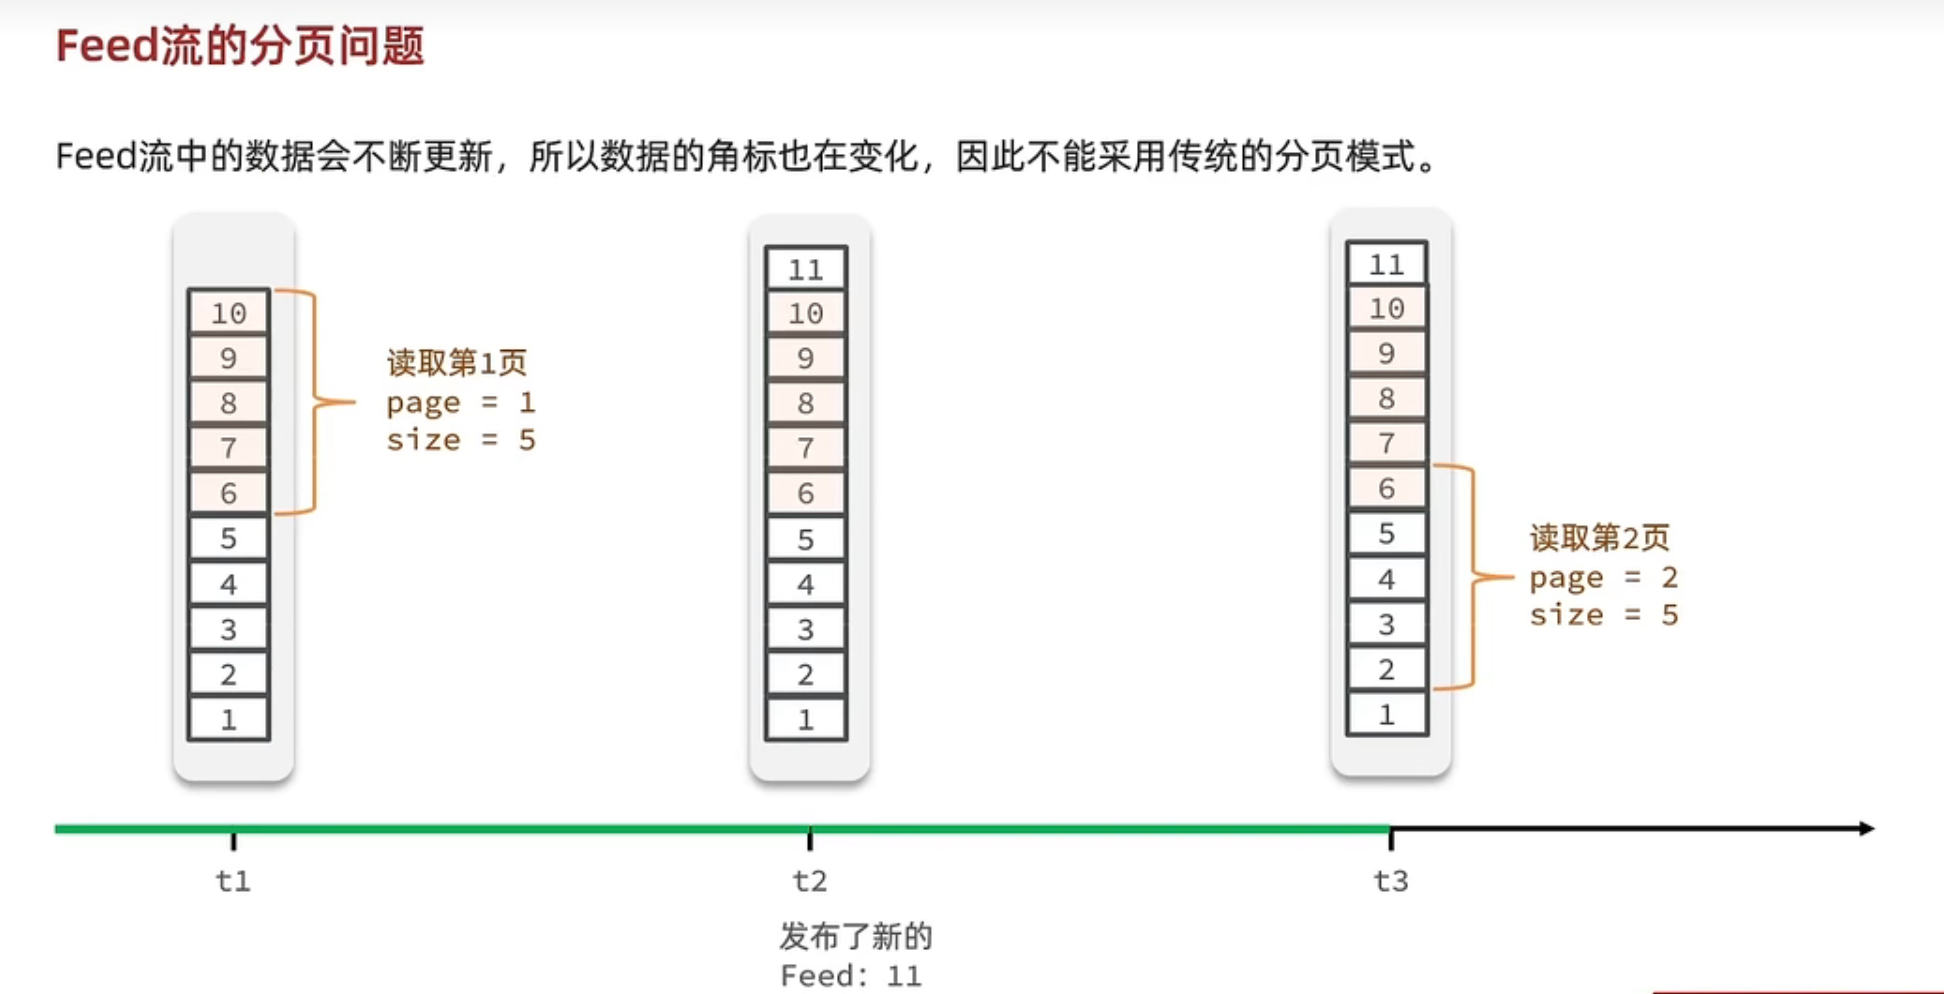 Feed流的分页问题
Feed流中的数据会不断更新，所以数据的角标也在变化，因此不能采用传统的分页模式。
10
9
8
7
6
5
4
3
2
1
读取第1页
page = 1
size = 5
11
10
9
8
7
6
5
4
3
2
1
11
10
9
8
7
6
5
4
3
2
1
读取第2页
page = 2
size = 5
t1
t2
t3
发布了新的
Feed：11